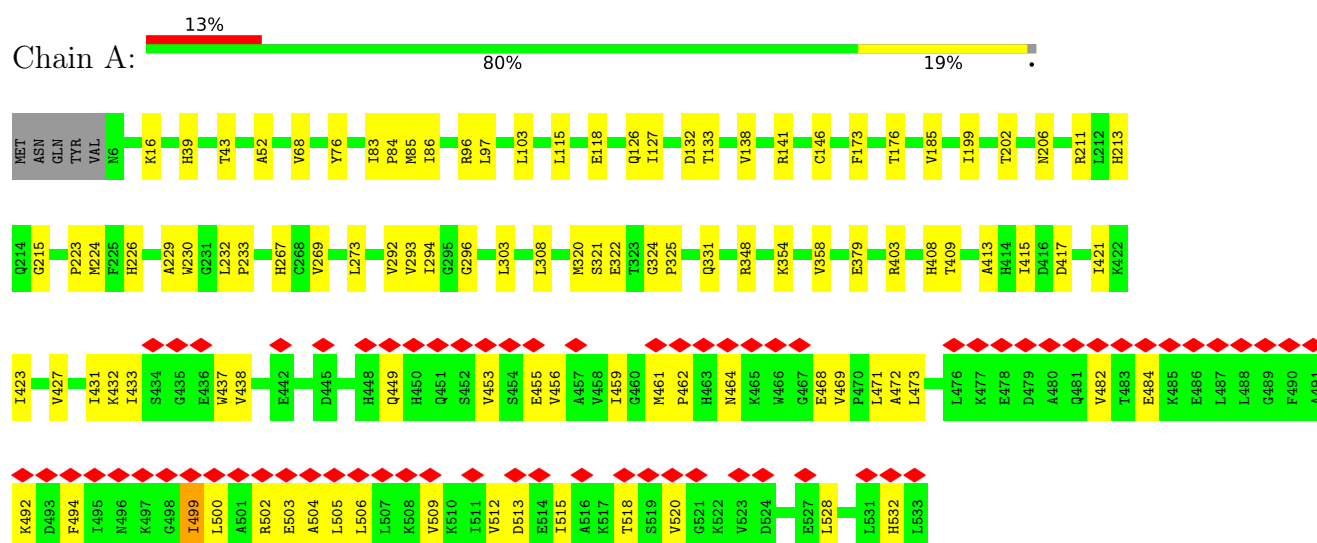 13%
Chain A:
80% 19% •
MET ASN GLN TYR VAL N6 K16 H39 T43 A52 V68 Y76 I83 P84 M85 I86 R96 L97 L103 L115 E118 Q126 I127 D132 T133 V138 R141 C146 F173 T176 V185 I199 T202 N206 R211 L212 H213
Q214 G215 P223 M224 F225 H226 A229 W230 G231 L232 P233 H267 C268 V269 L273 V292 V293 I294 G295 G296 L303 L308 M320 S321 E322 T323 G324 P325 Q331 R348 K354 V358 E379 R403 H408 T409 A413 H414 I415 D416 D417 I421 K422
I423 V427 I431 K432 I433 S434 G435 E436 W437 V438 E442 D445 H448 Q449 H450 Q451 S452 V453 S454 E455 V456 A457 V458 I459 G460 M461 P462 H463 N464 K465 W466 G467 E468 V469 P470 L471 A472 L473 L476 K477 E478 D479 A480 Q481 V482 T483 E484 K485 E486 L487 L488 G489 F490 A491
K492 D493 F494 I495 N496 K497 G498 I499 L500 A501 R502 E503 A504 L505 L506 L507 K508 V509 K510 I511 V512 D513 E514 I515 A516 K517 T518 S519 V520 G521 K522 V523 D524 E527 L528 L531 H532 L533